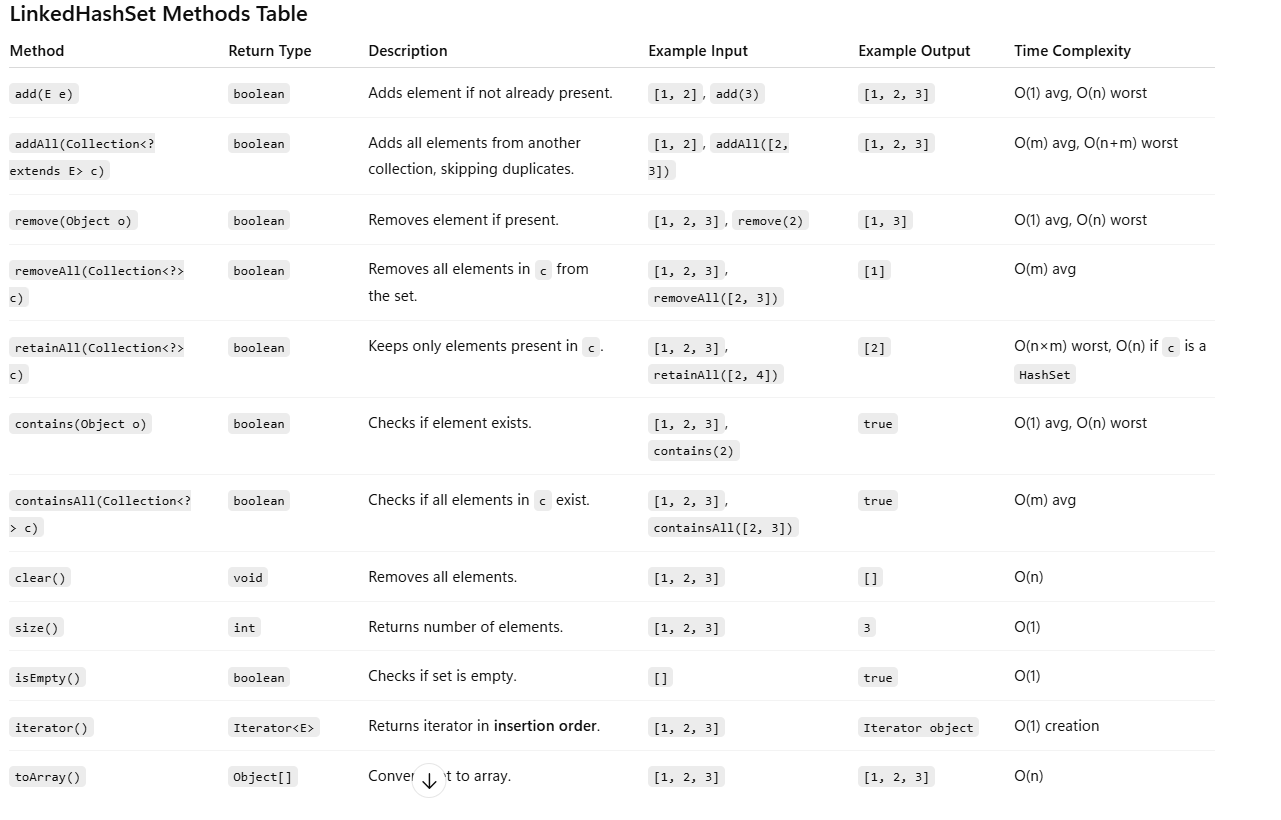 LinkedHashSet Methods Table
Method Return Type Description Example Input Example Output Time Complexity
add(E e) boolean Adds element if not already present. [1, 2], add(3) [1, 2, 3] O(1) avg, O(n) worst
addAll(Collection<? boolean Adds all elements from another [1, 2], addAll([2, [1, 2, 3] O(m) avg, O(n+m) worst
extends E> c) collection, skipping duplicates. 3])
remove(Object o) boolean Removes element if present. [1, 2, 3], remove(2) [1, 3] O(1) avg, O(n) worst
removeAll(Collection<?> boolean Removes all elements in c from [1, 2, 3], [1] O(m) avg
c) the set. removeAll([2, 3])
retainAll(Collection<?> boolean Keeps only elements present in c. [1, 2, 3], [2] O(n×m) worst, O(n) if c is a
c) retainAll([2, 4]) HashSet
contains(Object o) boolean Checks if element exists. [1, 2, 3], true O(1) avg, O(n) worst
contains(2)
containsAll(Collection<? boolean Checks if all elements in c exist. [1, 2, 3], true O(m) avg
> c) containsAll([2, 3])
clear() void Removes all elements. [1, 2, 3] [] O(n)
size() int Returns number of elements. [1, 2, 3] 3 O(1)
isEmpty() boolean Checks if set is empty. [] true O(1)
iterator() Iterator<E> Returns iterator in insertion order. [1, 2, 3] Iterator object O(1) creation
toArray() Object[] to array. [1, 2, 3] [1, 2, 3] O(n)